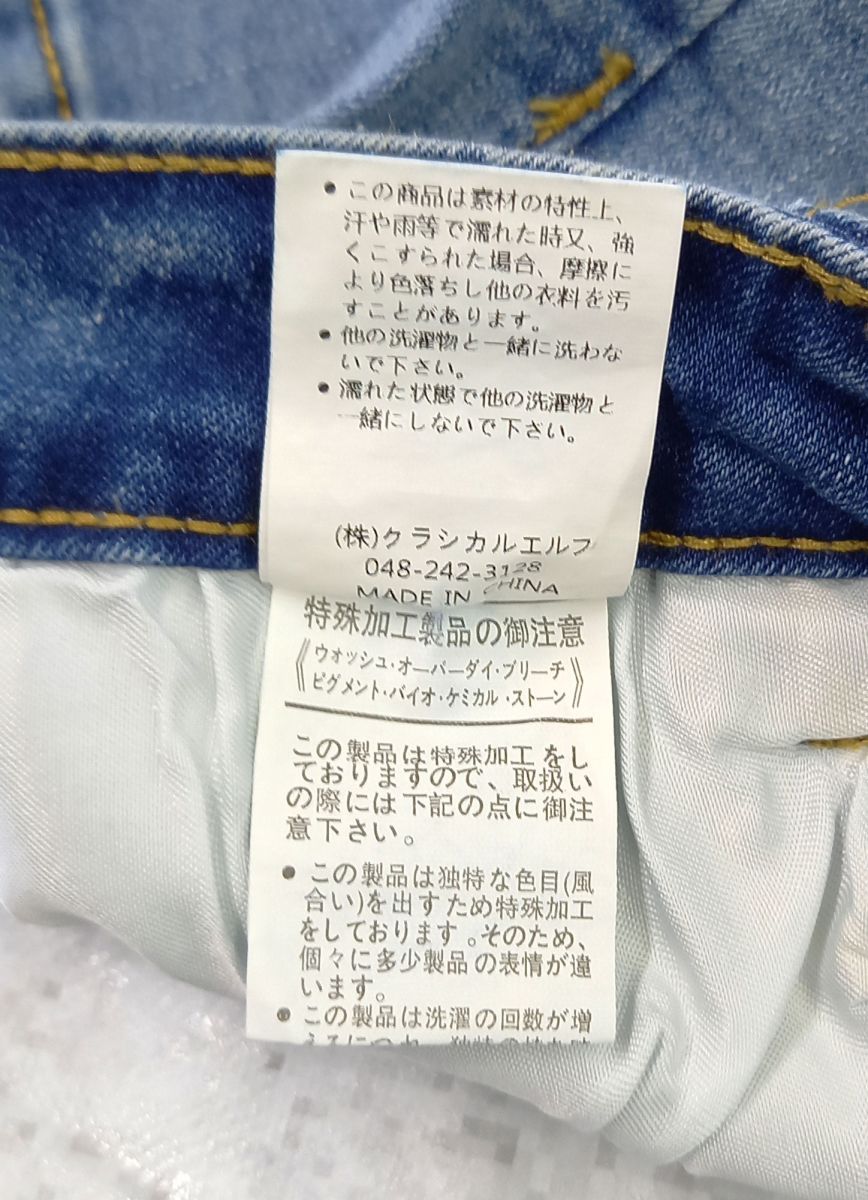 • この商品は素材の特性上、
汗や雨等で濡れた時又、強
くこすられた場合、摩擦に
より色落ちし他の衣料を汚
すことがあります。
• 他の洗濯物と一緒に洗わな
いで下さい。
• 濡れた状態で他の洗濯物と
一緒にしないで下さい。
(株)クラシカルエルフ
048-242-3128
MADE IN CHINA
特殊加工製品の御注意
《ウォッシュ・オーバーダイ・ブリーチ
ピグメント・バイオ・ケミカル・ストーン》
この製品は特殊加工をし
ておりますので、取扱い
の際には下記の点に御注
意下さい。
• この製品は独特な色目(風
合い)を出すため特殊加工
をしております。そのため、
個々に多少製品の表情が違
います。
• この製品は洗濯の回数が増
えるにつれ、独特の